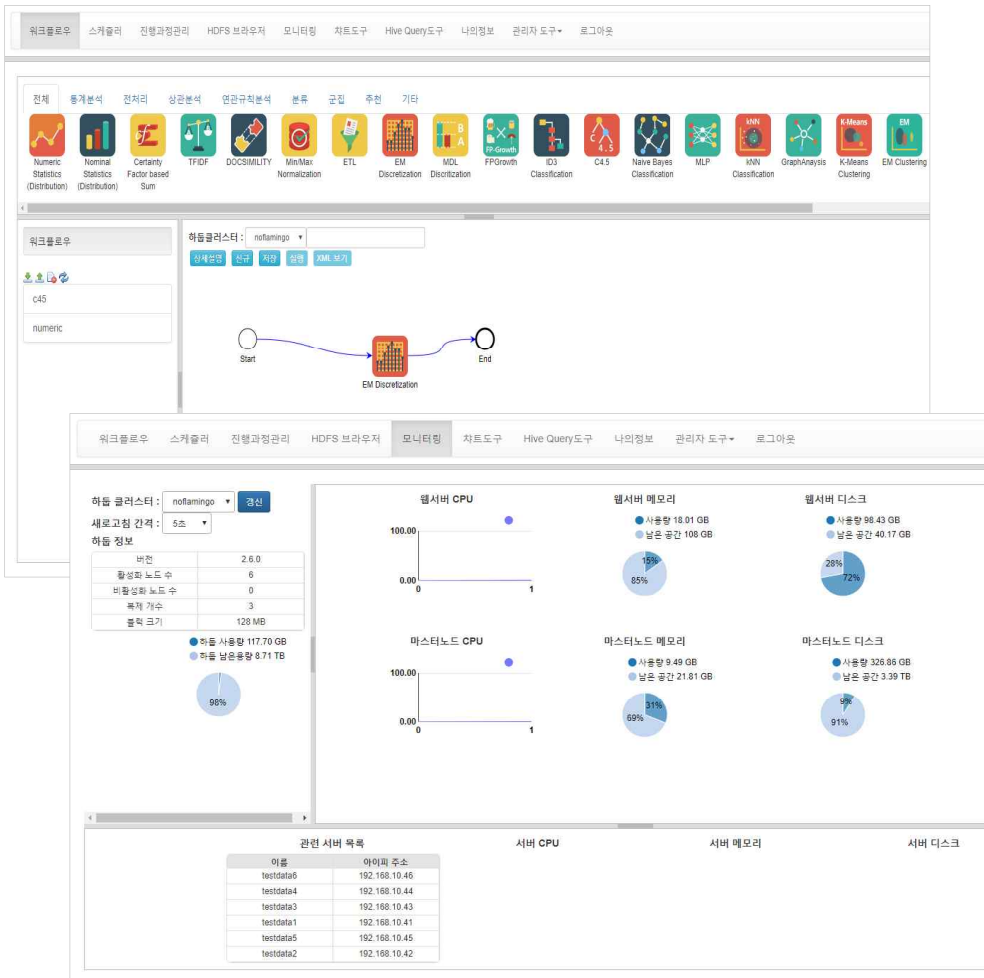 워크플로우 스케줄러 진행과정관리 HDFS 브라우저 모니터링 챠트도구 Hive Query도구 나의정보 관리자 도구 로그아웃
전체 통계분석 전처리 상관분석 연관규칙분석 분류 군집 추천 기타
Numeric Statistics (Distribution)
Nominal Statistics (Distribution)
Certainty Factor based Sum
TFIDF
DOCSIMILITY
Min/Max Normalization
ETL
EM Discretization
B
A
MDL Discritization
FP-Growth
FPGrowth
ID3 Classification
C 4.5
C4.5
Naive Bayes Classification
MLP
kNN
kNN Classification
GraphAnaysis
K-Means
K-Means Clustering
EM
EM Clustering
워크플로우
하둡클러스터 : noflamingo
상세설명 신규 저장 실행 XML 보기
c45
numeric
Start
EM Discretization
End
워크플로우 스케쥴러 진행과정관리 HDFS 브라우저 모니터링 챠트도구 Hive Query도구 나의정보 관리자 도구 로그아웃
하둡 클러스터 : noflamingo 갱신
새로고침 간격 : 5초
하둡 정보
버전 2.6.0
활성화 노드 수 6
비활성화 노드 수 0
복제 개수 3
블럭 크기 128 MB
하둡 사용량 117.70 GB
하둡 남은용량 8.71 TB
98%
웹서버 CPU
100.00
0.00
0 1
웹서버 메모리
사용량 18.01 GB
남은 공간 108 GB
15%
85%
웹서버 디스크
사용량 98.43 GB
남은 공간 40.17 GB
28%
72%
마스터노드 CPU
100.00
0.00
0 1
마스터노드 메모리
사용량 9.49 GB
남은 공간 21.81 GB
31%
69%
마스터노드 디스크
사용량 326.86 GB
남은 공간 3.39 TB
9%
91%
관련 서버 목록 서버 CPU 서버 메모리 서버 디스크
이름 아이피 주소
testdata6 192.168.10.46
testdata4 192.168.10.44
testdata3 192.168.10.43
testdata1 192.168.10.41
testdata5 192.168.10.45
testdata2 192.168.10.42